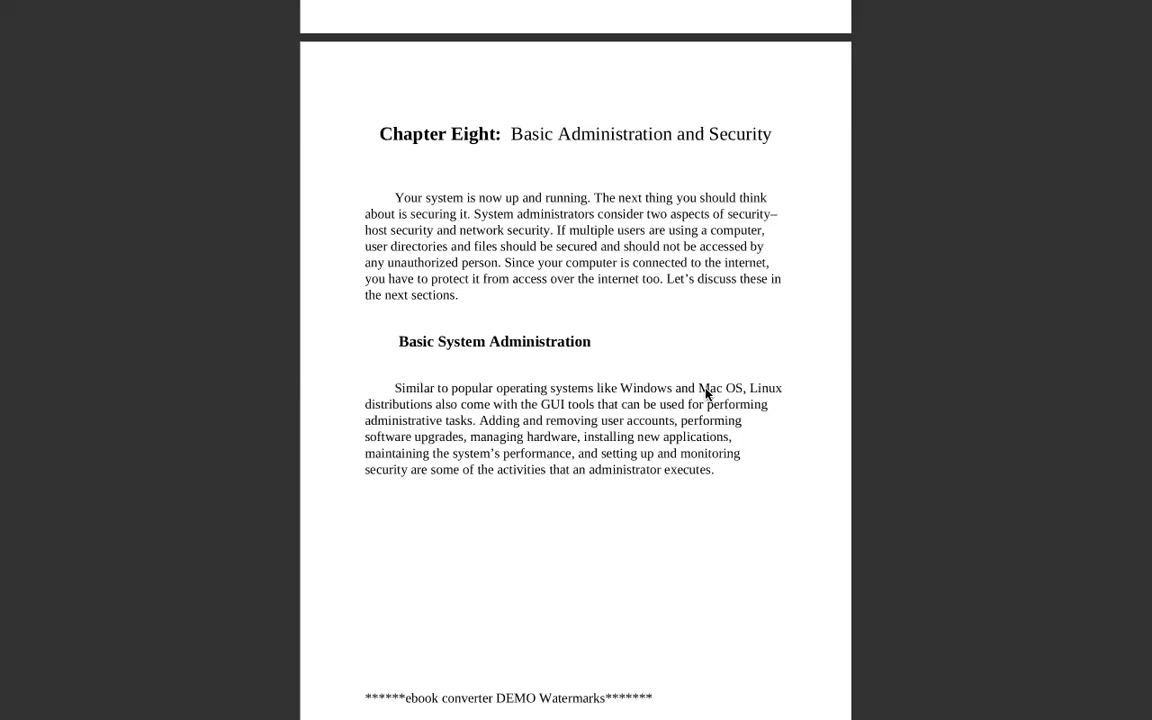 Chapter Eight:  Basic Administration and Security
Your system is now up and running. The next thing you should think
about is securing it. System administrators consider two aspects of security–
host security and network security. If multiple users are using a computer,
user directories and files should be secured and should not be accessed by
any unauthorized person. Since your computer is connected to the internet,
you have to protect it from access over the internet too. Let’s discuss these in
the next sections.
Basic System Administration
Similar to popular operating systems like Windows and Mac OS, Linux
distributions also come with the GUI tools that can be used for performing
administrative tasks. Adding and removing user accounts, performing
software upgrades, managing hardware, installing new applications,
maintaining the system’s performance, and setting up and monitoring
security are some of the activities that an administrator executes.
******ebook converter DEMO Watermarks*******